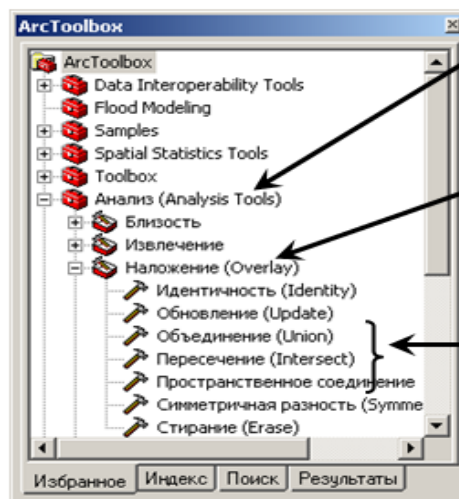 ArcToolbox
ArcToolbox
Data Interoperability Tools
Flood Modeling
Samples
Spatial Statistics Tools
Toolbox
Анализ (Analysis Tools)
Близость
Извлечение
Наложение (Overlay)
Идентичность (Identity)
Обновление (Update)
Объединение (Union)
Пересечение (Intersect)
Пространственное соединение
Симметричная разность (Symme
Стирание (Erase)
Избранное Индекс Поиск Результаты